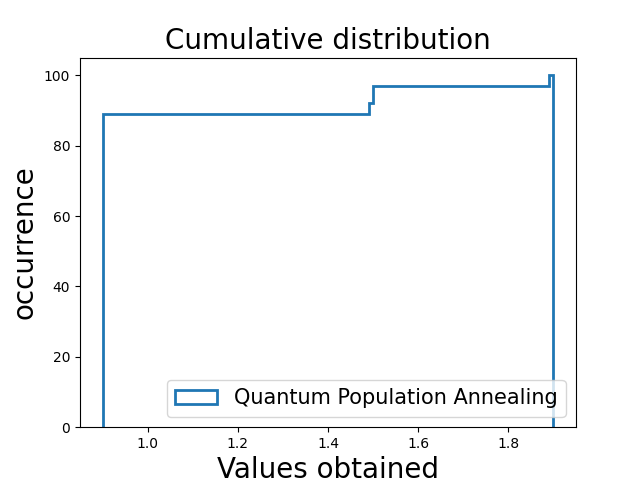 Cumulative distribution
occurrence
100
80
60
40
20
0
1.0 1.2 1.4 1.6 1.8
Quantum Population Annealing
Values obtained